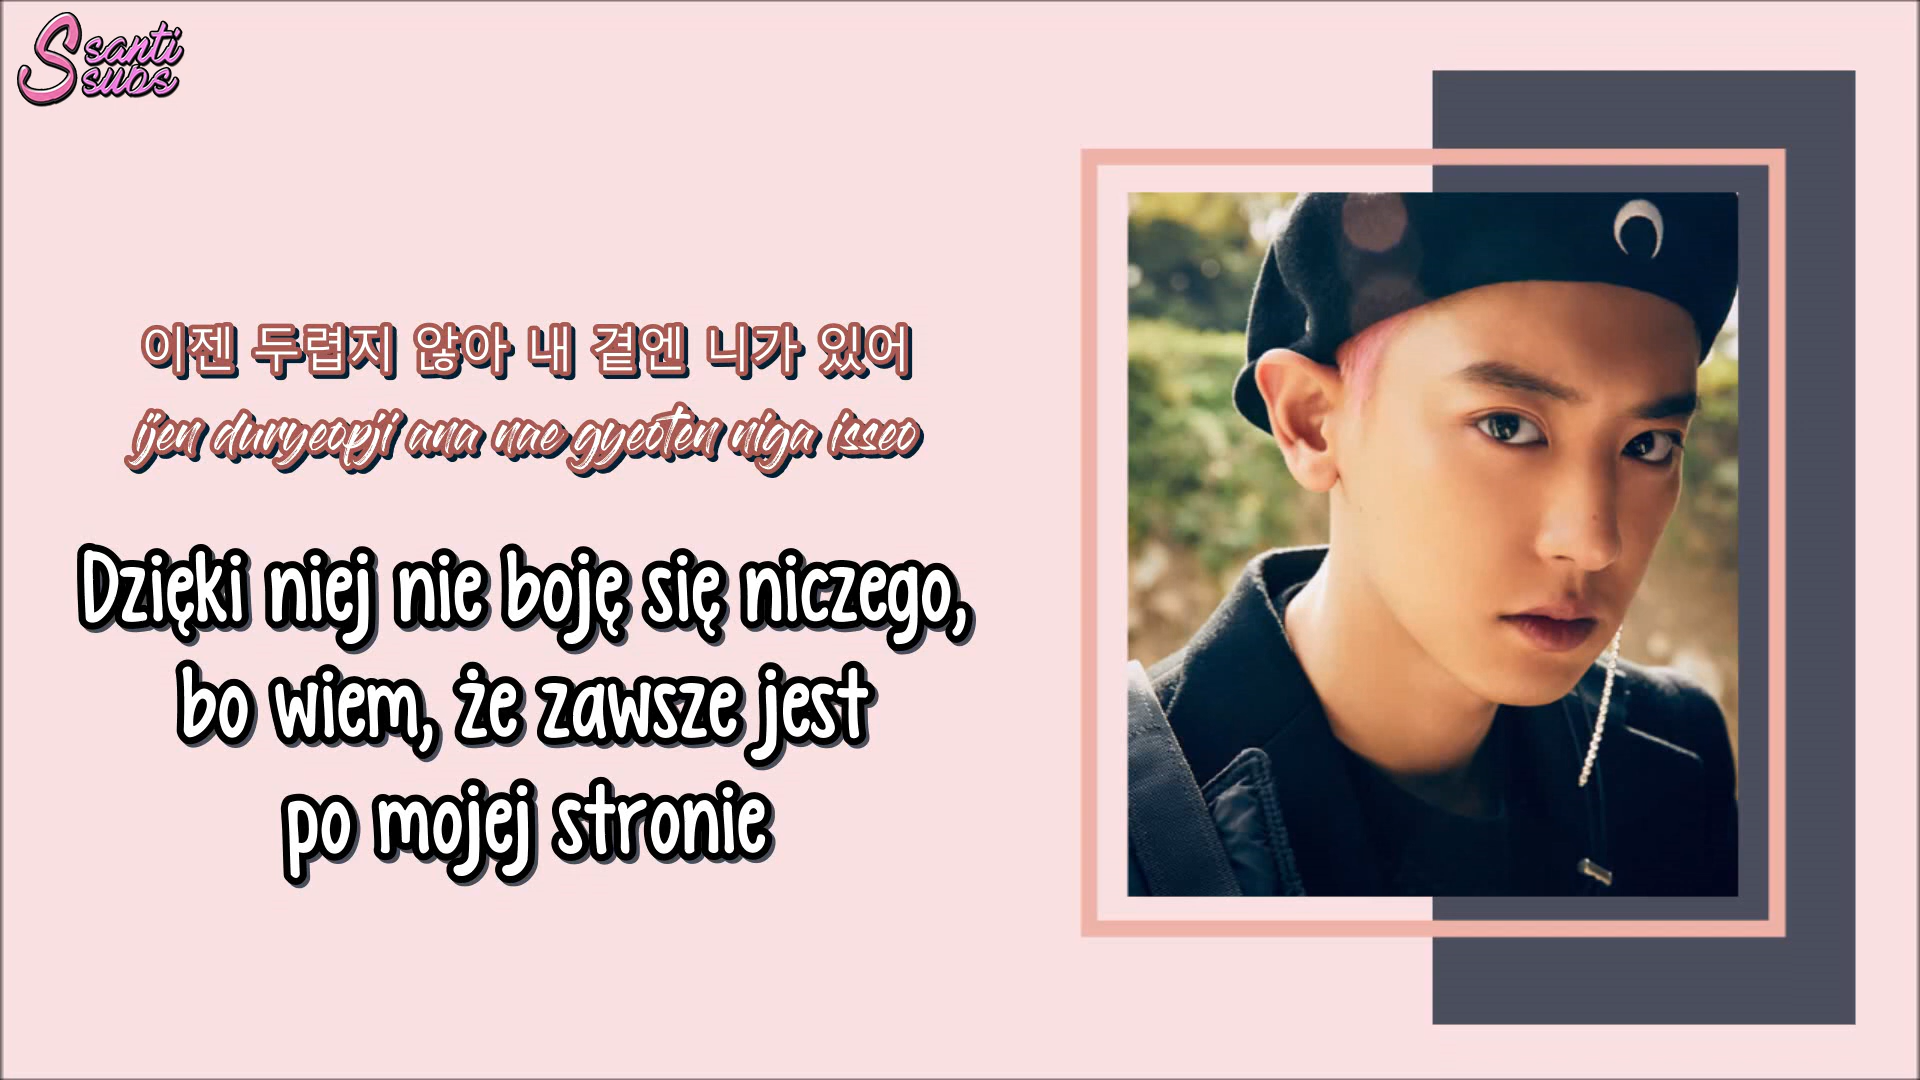 Ssanti
subs
이젠 두렵지 않아 내 곁엔 니가 있어
ijen duryeopji ana nae gyeoten niga isseo
Dzięki niej nie boję się niczego,
bo wiem, że zawsze jest
po mojej stronie